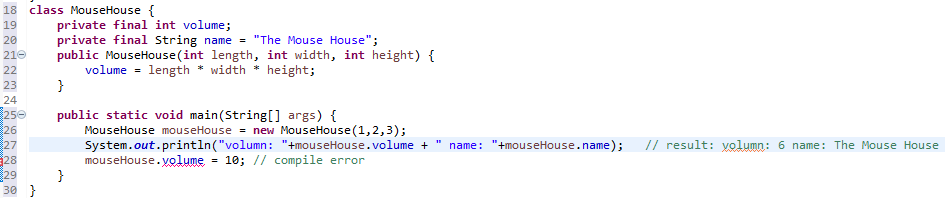 18 class MouseHouse {
19     private final int volume;
20     private final String name = "The Mouse House";
21     public MouseHouse(int length, int width, int height) {
22         volume = length * width * height;
23     }
24
25     public static void main(String[] args) {
26         MouseHouse mouseHouse = new MouseHouse(1,2,3);
27         System.out.println("volumn: "+mouseHouse.volume + " name: "+mouseHouse.name);   // result: volumn: 6 name: The Mouse House
28         mouseHouse.volume = 10; // compile error
29     }
30 }